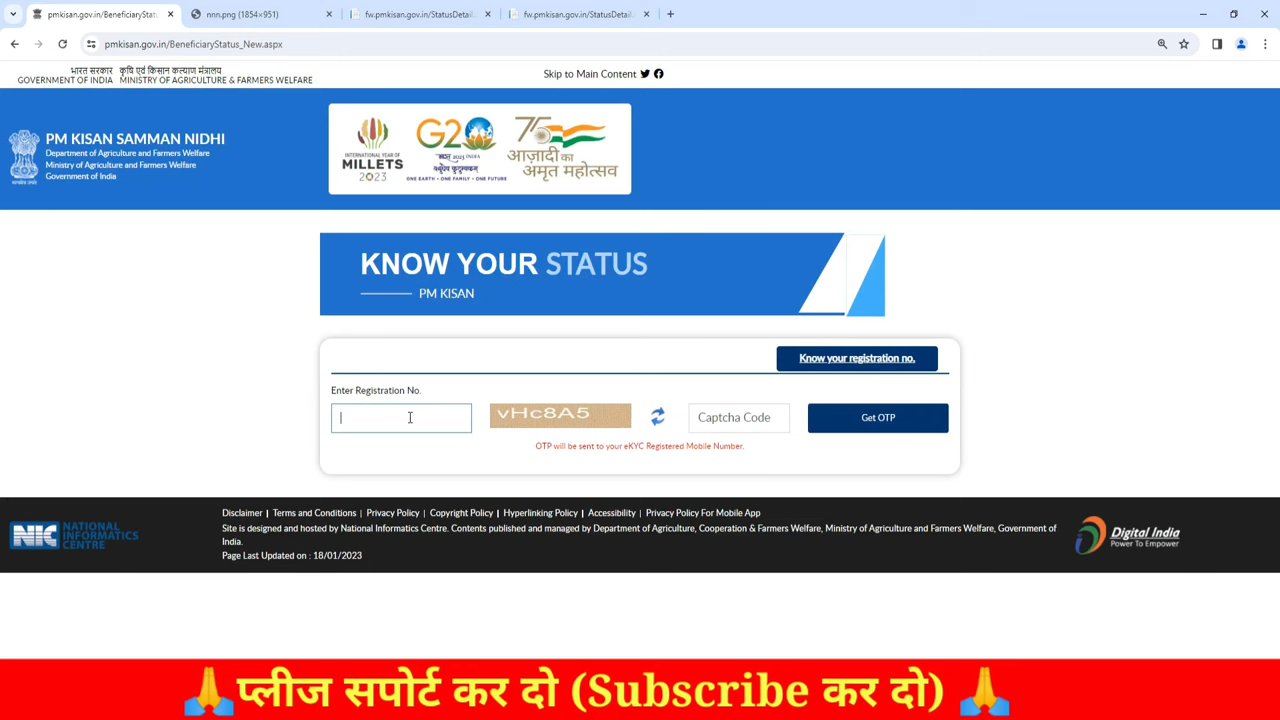 pmkisan.gov.in/BeneficiaryStatu
nnn.png (1854×951)
fw.pmkisan.gov.in/StatusDetail.
fw.pmkisan.gov.in/StatusDetail.
pmkisan.gov.in/BeneficiaryStatus_New.aspx
भारत सरकार कृषि एवं किसान कल्याण मंत्रालय
GOVERNMENT OF INDIA MINISTRY OF AGRICULTURE & FARMERS WELFARE
Skip to Main Content
PM KISAN SAMMAN NIDHI
Department of Agriculture and Farmers Welfare
Ministry of Agriculture and Farmers Welfare
Government of India
INTERNATIONAL YEAR OF
MILLETS
2023
G20
भारत 2023 INDIA
वसुधैव कुटुम्बकम्
ONE EARTH • ONE FAMILY • ONE FUTURE
75
आज़ादी का
अमृत महोत्सव
KNOW YOUR STATUS
PM KISAN
Know your registration no.
Enter Registration No.
vHc8A5
Captcha Code
Get OTP
OTP will be sent to your eKYC Registered Mobile Number.
Disclaimer | Terms and Conditions | Privacy Policy | Copyright Policy | Hyperlinking Policy | Accessibility | Privacy Policy For Mobile App
Site is designed and hosted by National Informatics Centre. Contents published and managed by Department of Agriculture, Cooperation & Farmers Welfare, Ministry of Agriculture and Farmers Welfare, Government of
India.
Page Last Updated on : 18/01/2023
NIC NATIONAL
INFORMATICS
CENTRE
Digital India
Power To Empower
प्लीज सपोर्ट कर दो (Subscribe कर दो)